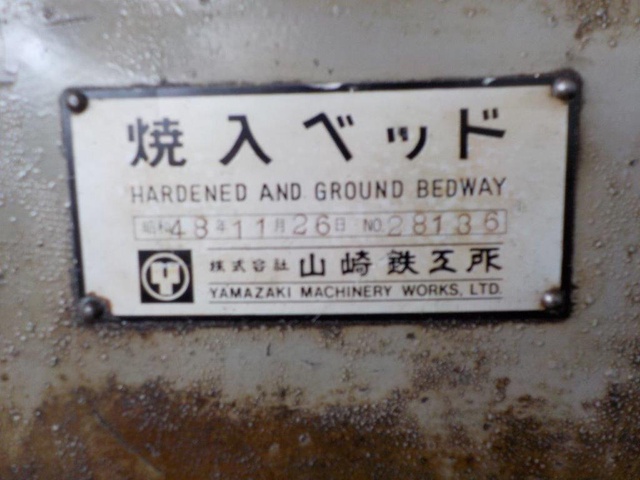 焼入ベッド
HARDENED AND GROUND BEDWAY
昭和48年11月26日 NO.28136
株式会社 山崎鉄工所
YAMAZAKI MACHINERY WORKS, LTD.